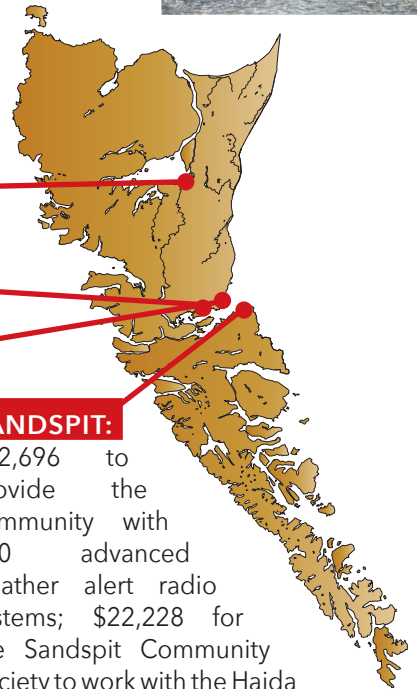 ANDSPIT:
2,696 to
ovide the
mmunity with
0 advanced
ather alert radio
stems; $22,228 for
e Sandspit Community
ciety to work with the Haida